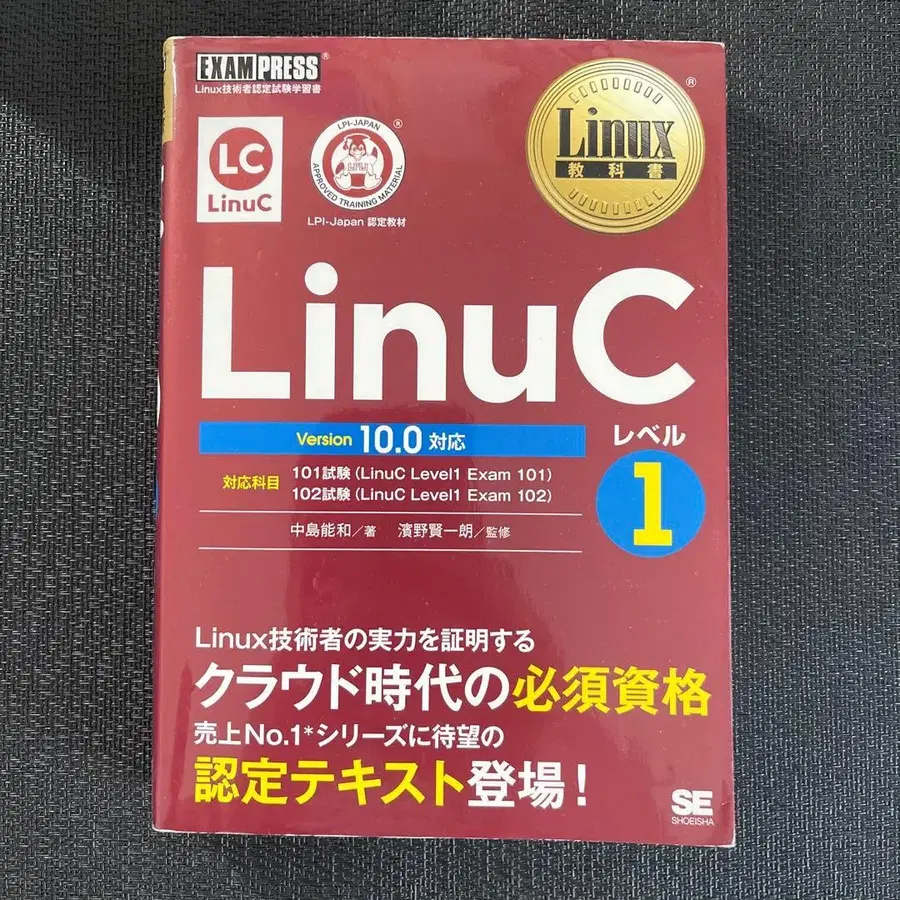 EXAMPRESS®
Linux技術者認定試験学習書
LC
LinuC
LPI-JAPAN
APPROVED TRAINING MATERIAL
®
LPI-Japan 認定教材
Linux
教科書
®
LinuC
レベル
1
Version 10.0 対応
対応科目
101試験 (LinuC Level1 Exam 101)
102試験 (LinuC Level1 Exam 102)
中島能和/著 濱野賢一朗/監修
Linux技術者の実力を証明する
クラウド時代の必須資格
売上No.1*シリーズに待望の
認定テキスト登場!
SE
SHOEISHA